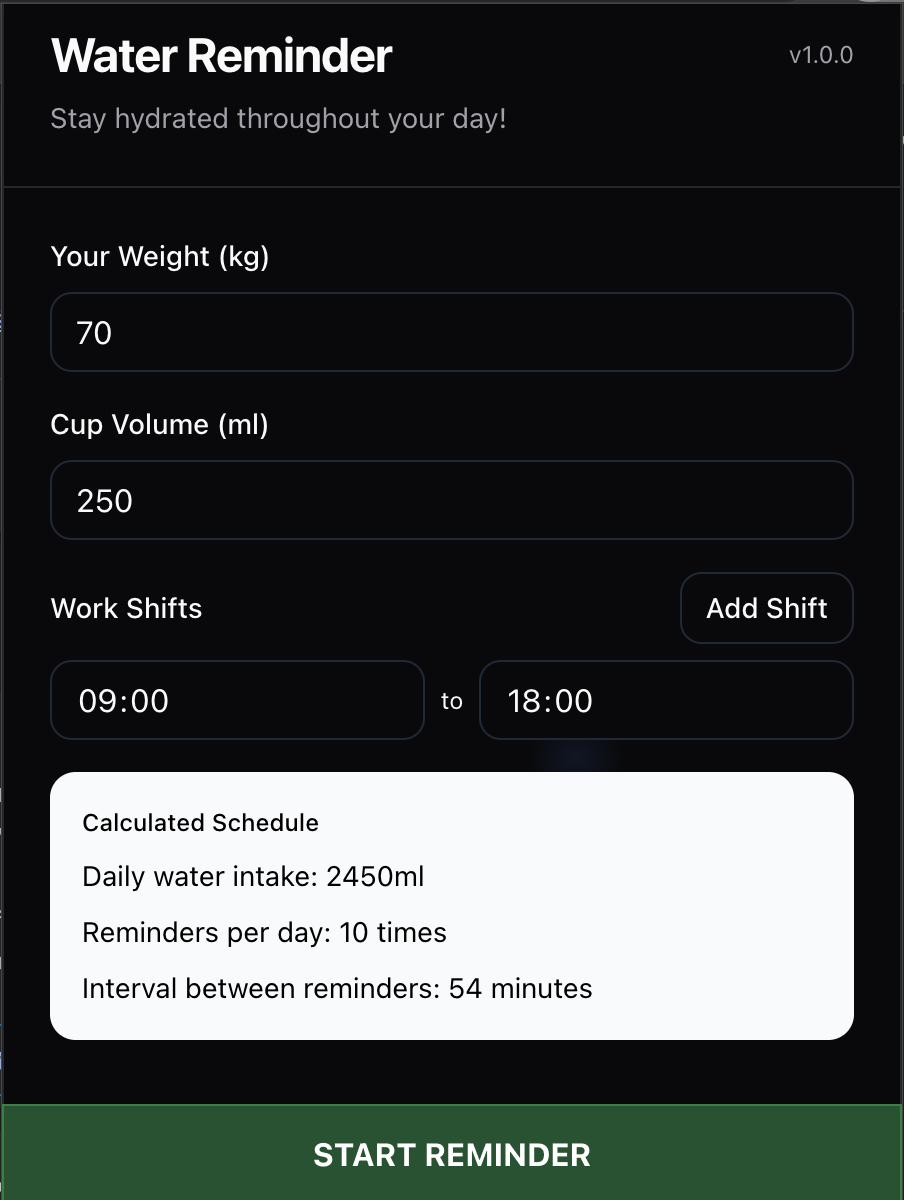 Water Reminder
v1.0.0
Stay hydrated throughout your day!
Your Weight (kg)
70
Cup Volume (ml)
250
Work Shifts
Add Shift
09:00 to 18:00
Calculated Schedule
Daily water intake: 2450ml
Reminders per day: 10 times
Interval between reminders: 54 minutes
START REMINDER